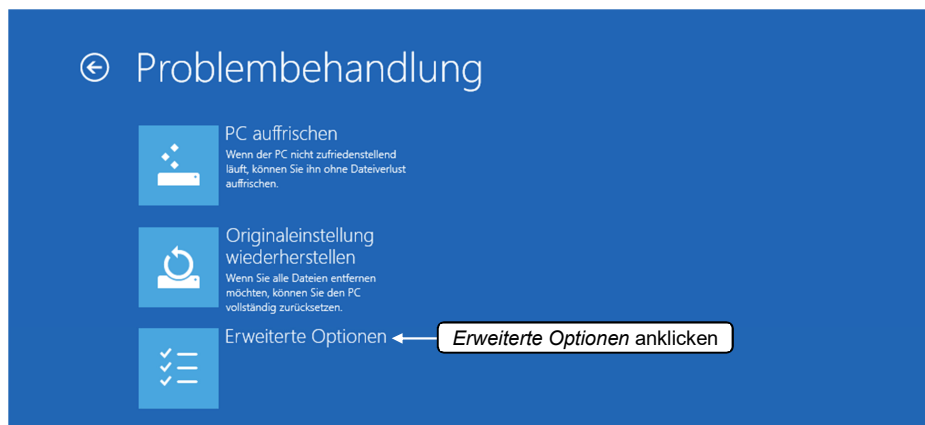 Problembehandlung
PC auffrischen
Wenn der PC nicht zufriedenstellend
läuft, können Sie ihn ohne Dateiverlust
auffrischen.
Originaleinstellung
wiederherstellen
Wenn Sie alle Dateien entfernen
möchten, können Sie den PC
vollständig zurücksetzen.
Erweiterte Optionen
Erweiterte Optionen anklicken